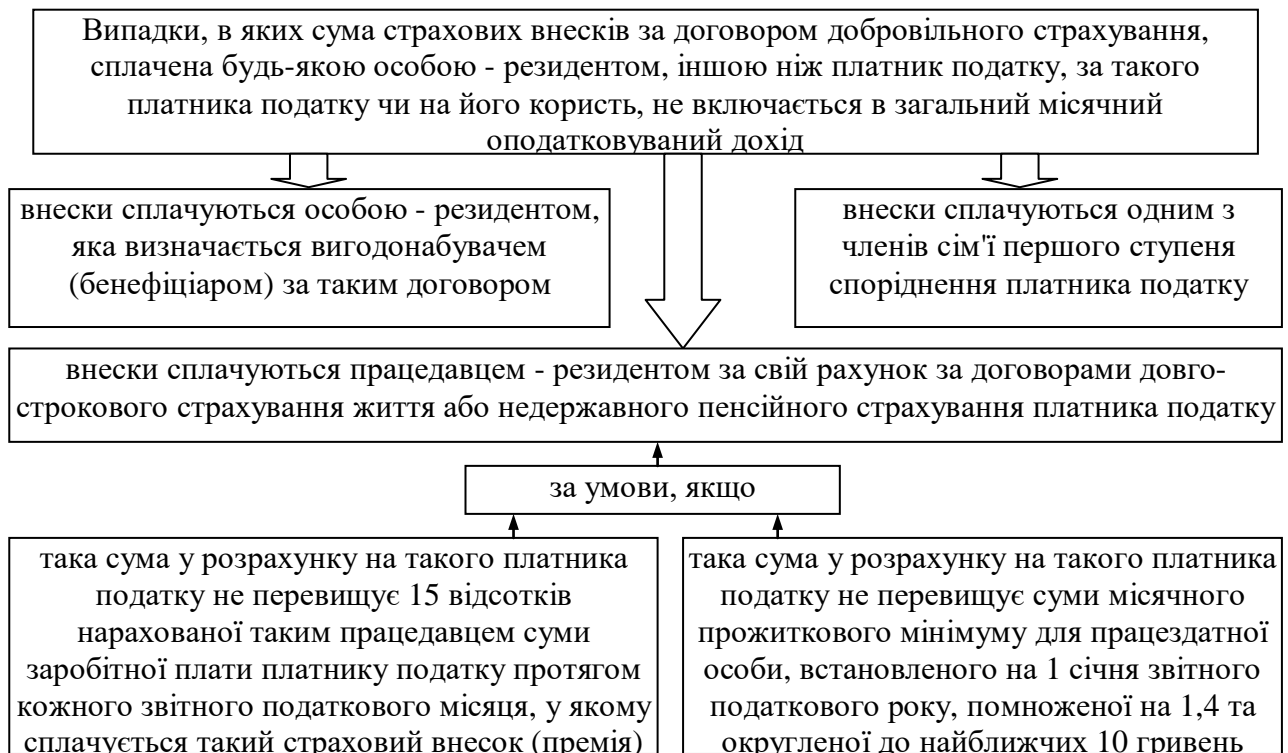 Випадки, в яких сума страхових внесків за договором добровільного страхування,
сплачена будь-якою особою - резидентом, іншою ніж платник податку, за такого
платника податку чи на його користь, не включається в загальний місячний
оподатковуваний дохід
внески сплачуються особою - резидентом,
яка визначається вигодонабувачем
(бенефіціаром) за таким договором
внески сплачуються одним з
членів сім'ї першого ступеня
споріднення платника податку
внески сплачуються працедавцем - резидентом за свій рахунок за договорами довго-
строкового страхування життя або недержавного пенсійного страхування платника податку
за умови, якщо
така сума у розрахунку на такого платника
податку не перевищує 15 відсотків
нарахованої таким працедавцем суми
заробітної плати платнику податку протягом
кожного звітного податкового місяця, у якому
сплачується такий страховий внесок (премія)
така сума у розрахунку на такого платника
податку не перевищує суми місячного
прожиткового мінімуму для працездатної
особи, встановленого на 1 січня звітного
податкового року, помноженої на 1,4 та
округленої до найближчих 10 гривень